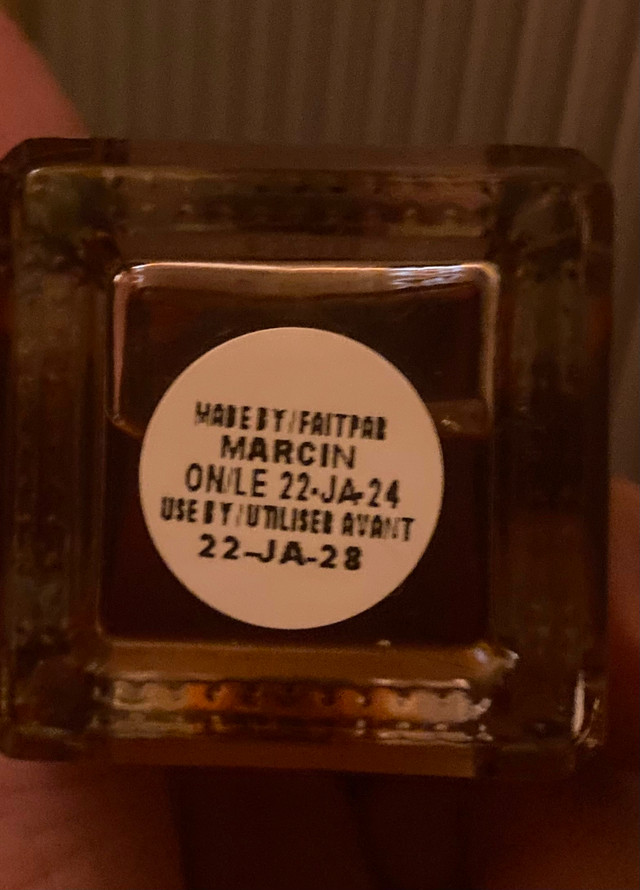 MADE BY/FAIT PAR
MARCIN
ON/LE 22-JA-24
USE BY/UTILISER AVANT
22-JA-28